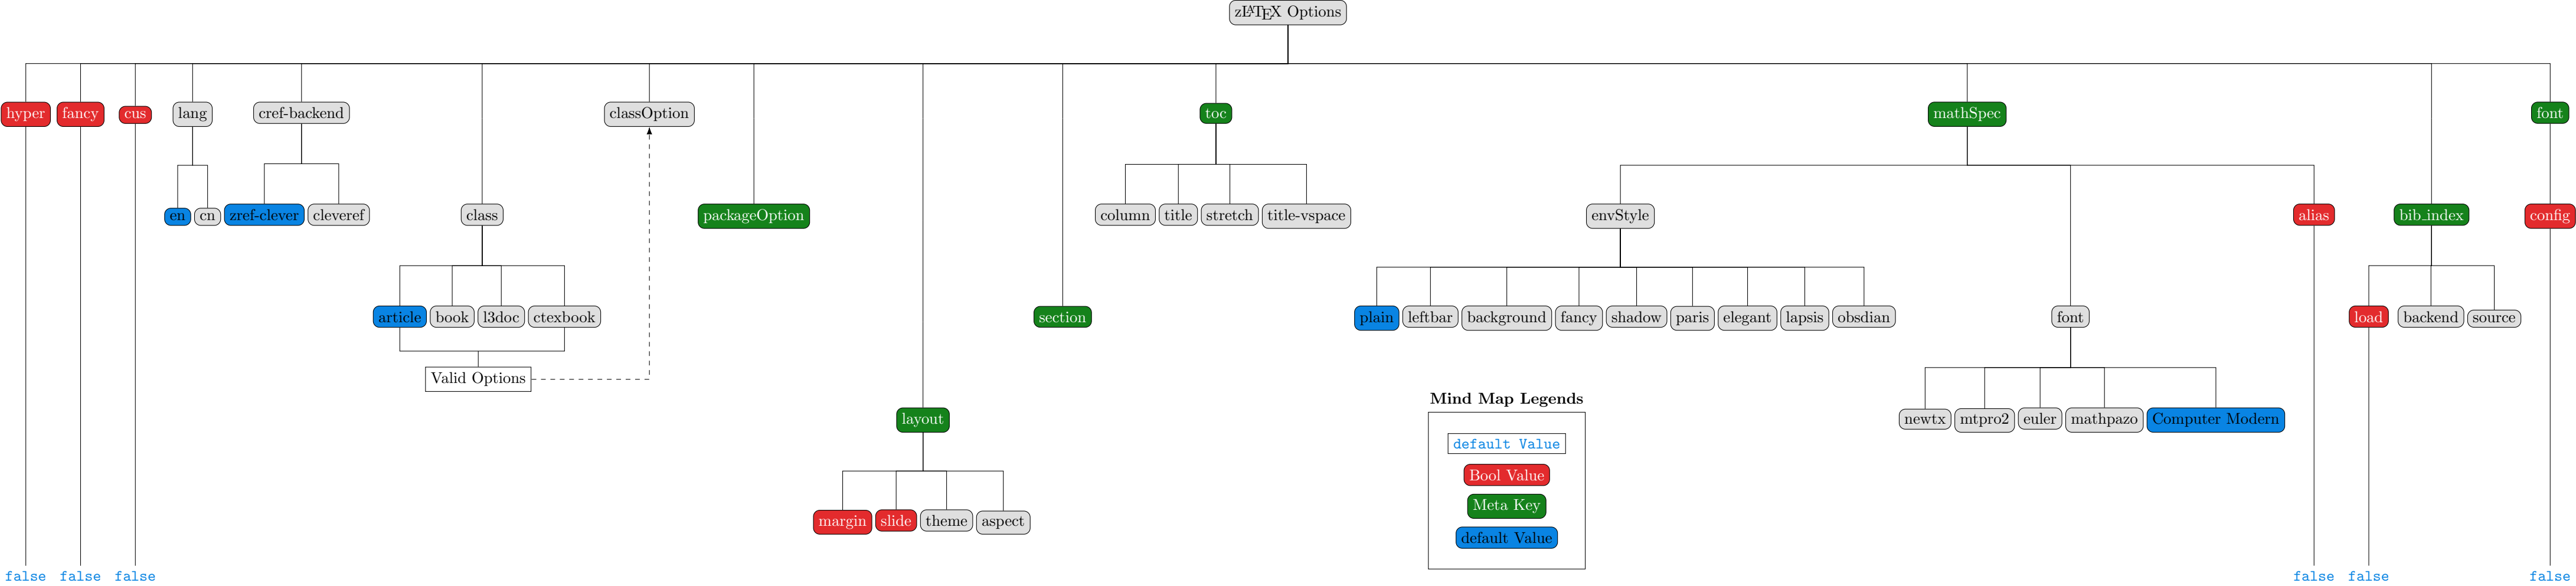 zLATEX Options
hyper fancy cus lang cref-backend classOption toc mathSpec font
en cn zref-clever cleveref class packageOption column title stretch title-vspace envStyle alias bib_index config
article book l3doc ctexbook section plain leftbar background fancy shadow paris elegant lapsis obsdian font load backend source
Valid Options
Mind Map Legends
layout newtx mtpro2 euler mathpazo Computer Modern
default Value
Bool Value
Meta Key
default Value
margin slide theme aspect
false false false false false false